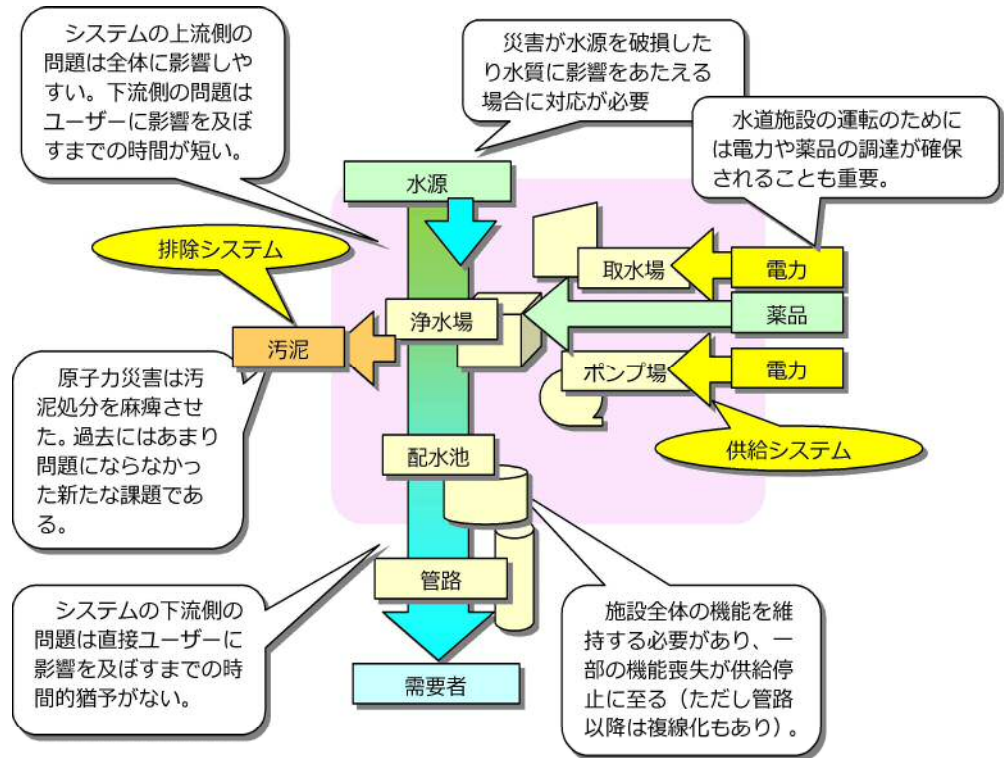 システムの上流側の
問題は全体に影響しや
すい。下流側の問題は
ユーザーに影響を及ぼ
すまでの時間が短い。
災害が水源を破損した
り水質に影響をあたえる
場合に対応が必要
水道施設の運転のために
は電力や薬品の調達が確保
されることも重要。
水源
排除システム
取水場
電力
浄水場
薬品
汚泥
ポンプ場
電力
原子力災害は汚
泥処分を麻痺させ
た。過去にはあまり
問題にならなかっ
た新たな課題であ
る。
供給システム
配水池
管路
システムの下流側の
問題は直接ユーザーに
影響を及ぼすまでの時
間的猶予がない。
施設全体の機能を維
持する必要があり、一
部の機能喪失が供給停
止に至る（ただし管路
以降は複線化もあり）。
需要者